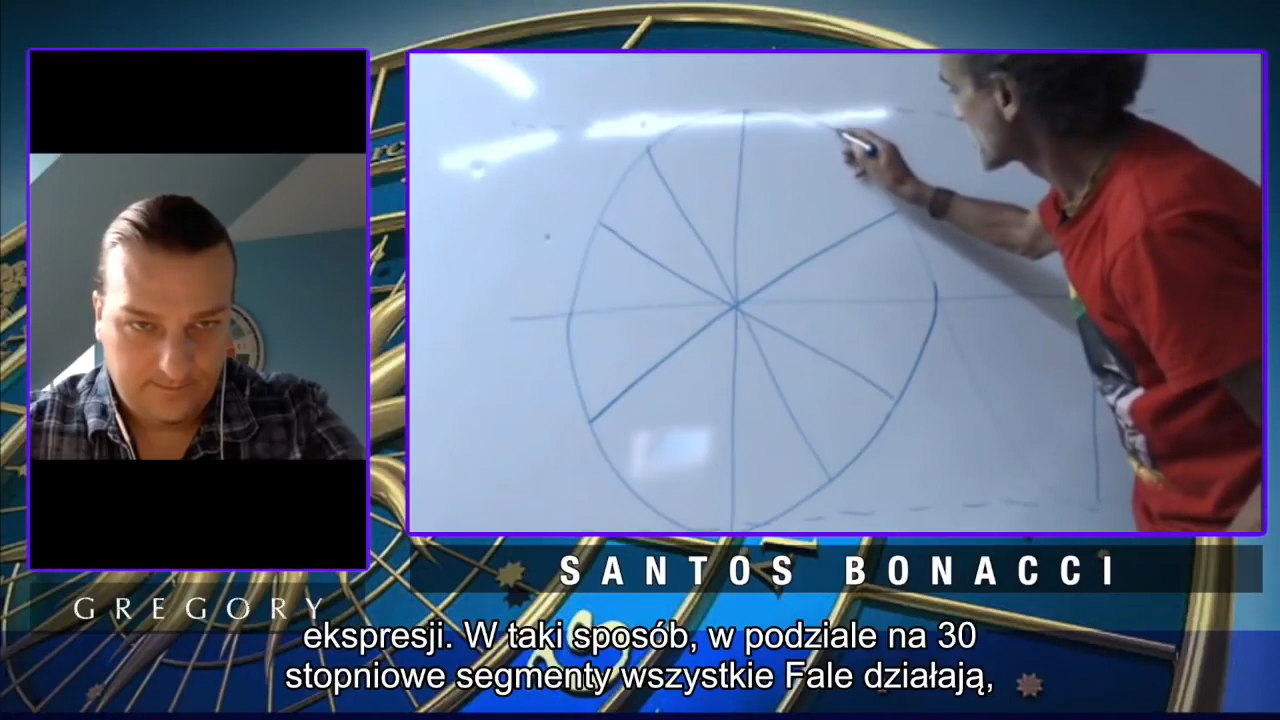 SANTOS BONACCI
GREGORY
ekspresji. W taki sposób, w podziale na 30
stopniowe segmenty wszystkie Fale działają,